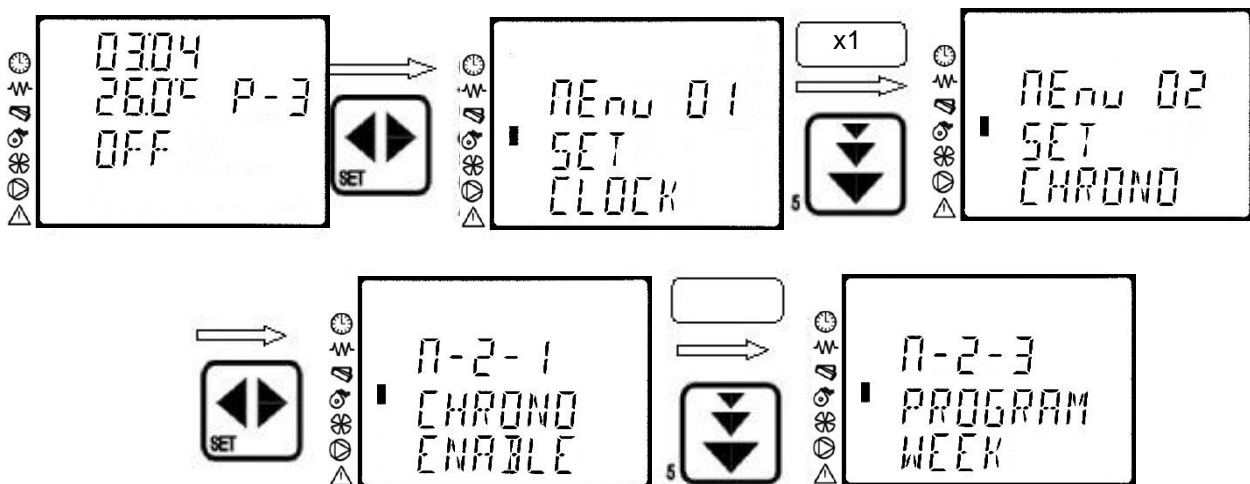 03:04
26.0°C P-3
OFF
SET
MEnu 01
SET
CLOCK
x1
5
MEnu 02
SET
CHRONO
SET
M-2-1
CHRONO
ENABLE
5
M-2-3
PROGRAM
WEEK